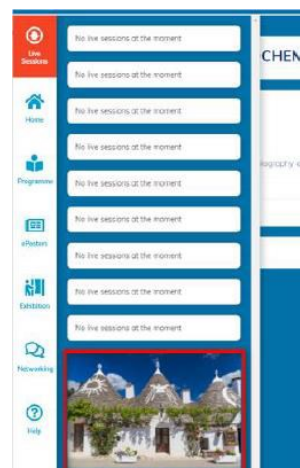 Live
Sessions
Home
Programme
ePosters
Exhibition
Networking
Help
No live sessions at the moment
No live sessions at the moment
No live sessions at the moment
No live sessions at the moment
No live sessions at the moment
No live sessions at the moment
No live sessions at the moment
No live sessions at the moment
No live sessions at the moment
CHEN